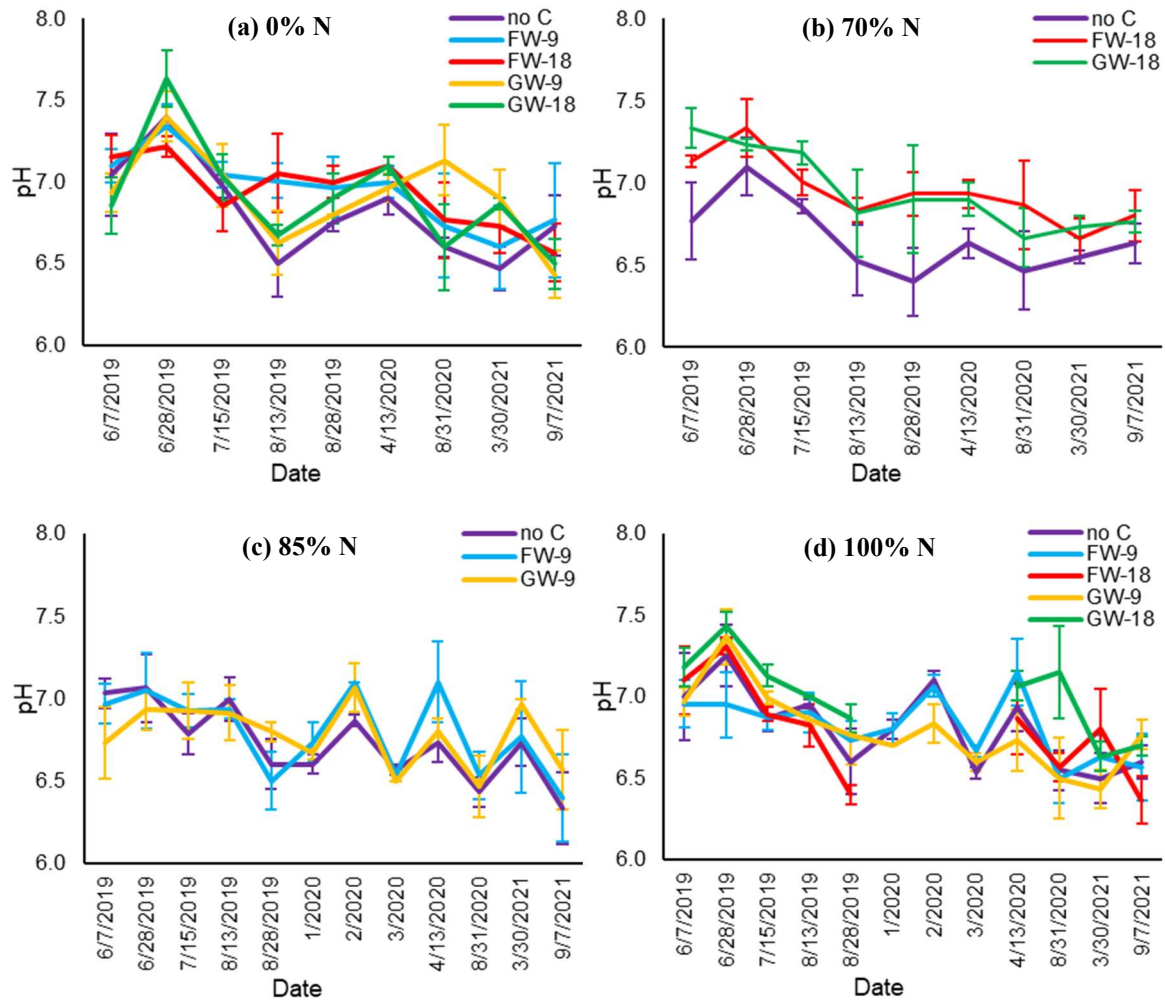 (a) 0% N
no C
FW-9
FW-18
GW-9
GW-18
8.0
7.5
7.0
6.5
6.0
pH
6/7/2019
6/28/2019
7/15/2019
8/13/2019
8/28/2019
4/13/2020
8/31/2020
3/30/2021
9/7/2021
Date
(b) 70% N
no C
FW-18
GW-18
8.0
7.5
7.0
6.5
6.0
pH
6/7/2019
6/28/2019
7/15/2019
8/13/2019
8/28/2019
4/13/2020
8/31/2020
3/30/2021
9/7/2021
Date
(c) 85% N
no C
FW-9
GW-9
8.0
7.5
7.0
6.5
6.0
pH
6/7/2019
6/28/2019
7/15/2019
8/13/2019
8/28/2019
1/2020
2/2020
3/2020
4/13/2020
8/31/2020
3/30/2021
9/7/2021
Date
(d) 100% N
no C
FW-9
FW-18
GW-9
GW-18
8.0
7.5
7.0
6.5
6.0
pH
6/7/2019
6/28/2019
7/15/2019
8/13/2019
8/28/2019
1/2020
2/2020
3/2020
4/13/2020
8/31/2020
3/30/2021
9/7/2021
Date